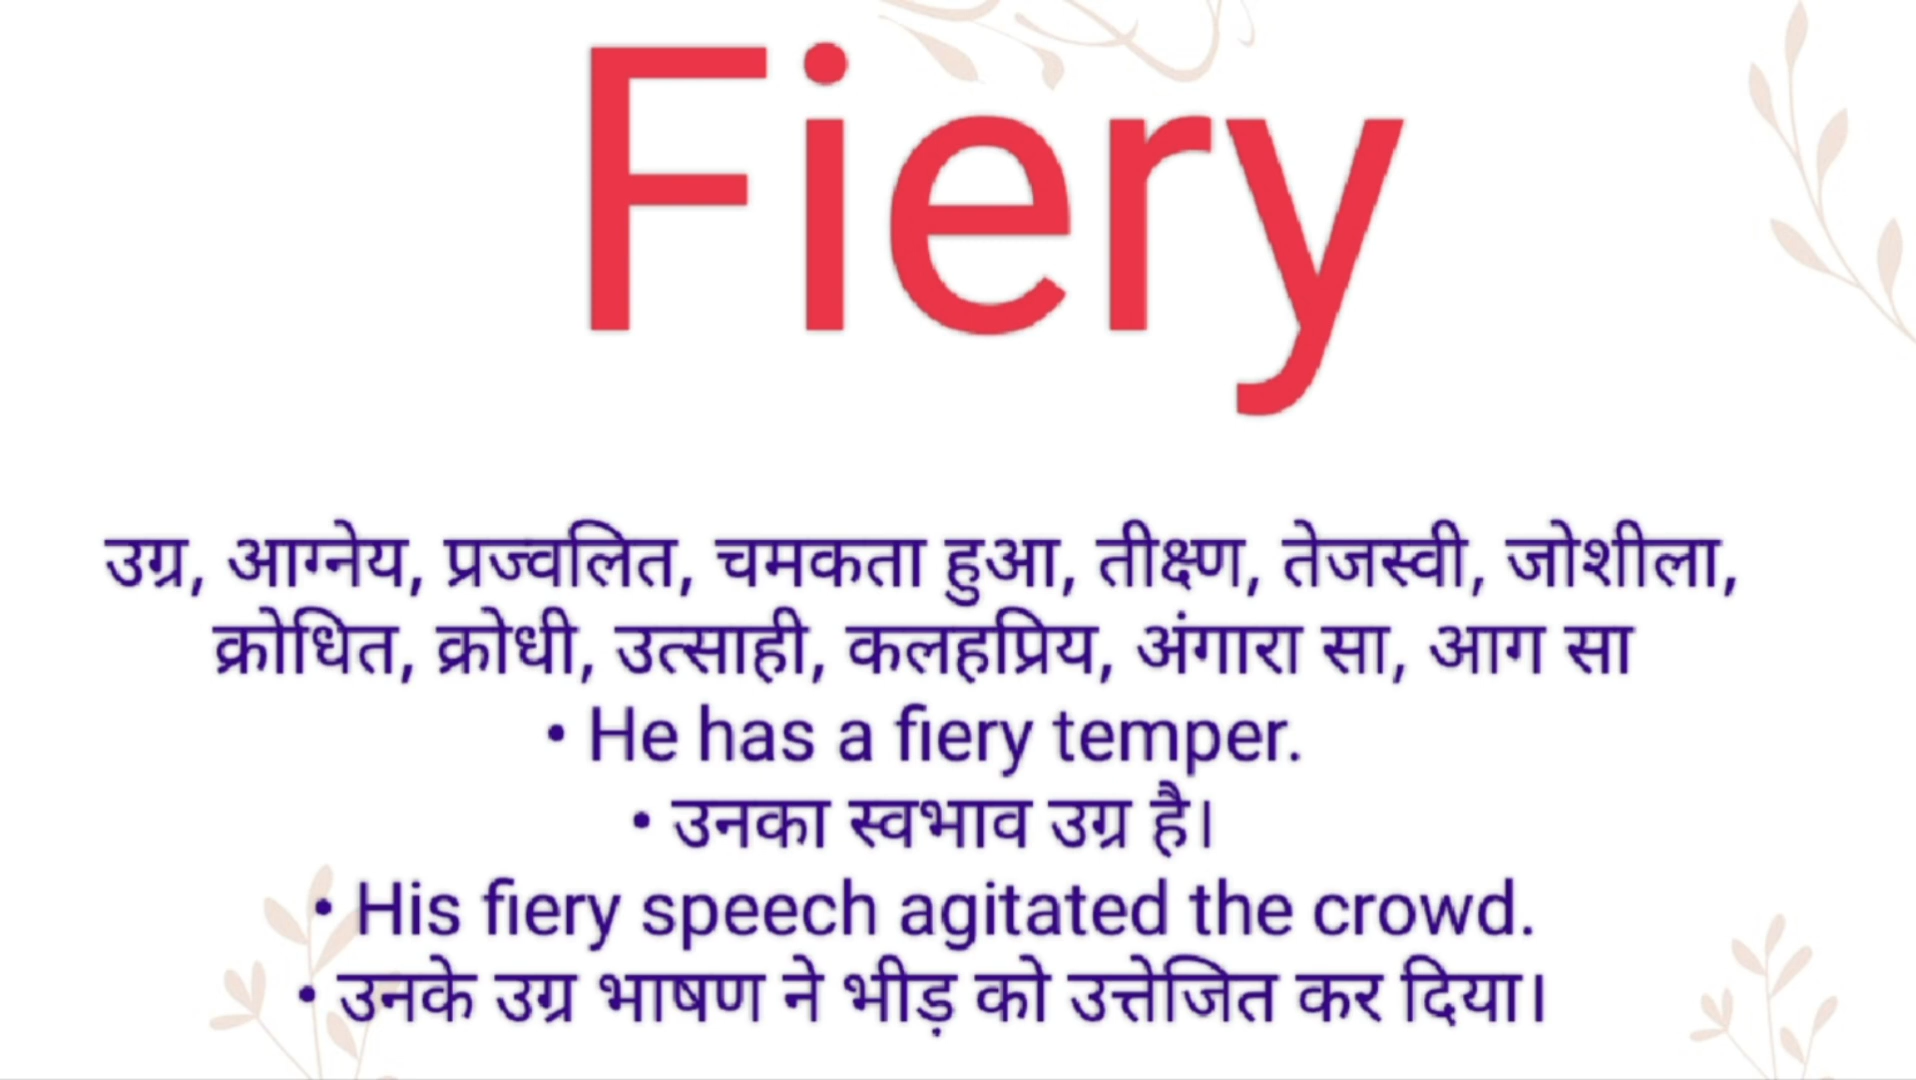 Fiery
उग्र, आग्नेय, प्रज्वलित, चमकता हुआ, तीक्ष्ण, तेजस्वी, जोशीला,
क्रोधित, क्रोधी, उत्साही, कलहप्रिय, अंगारा सा, आग सा
• He has a fiery temper.
• उनका स्वभाव उग्र है।
• His fiery speech agitated the crowd.
• उनके उग्र भाषण ने भीड़ को उत्तेजित कर दिया।